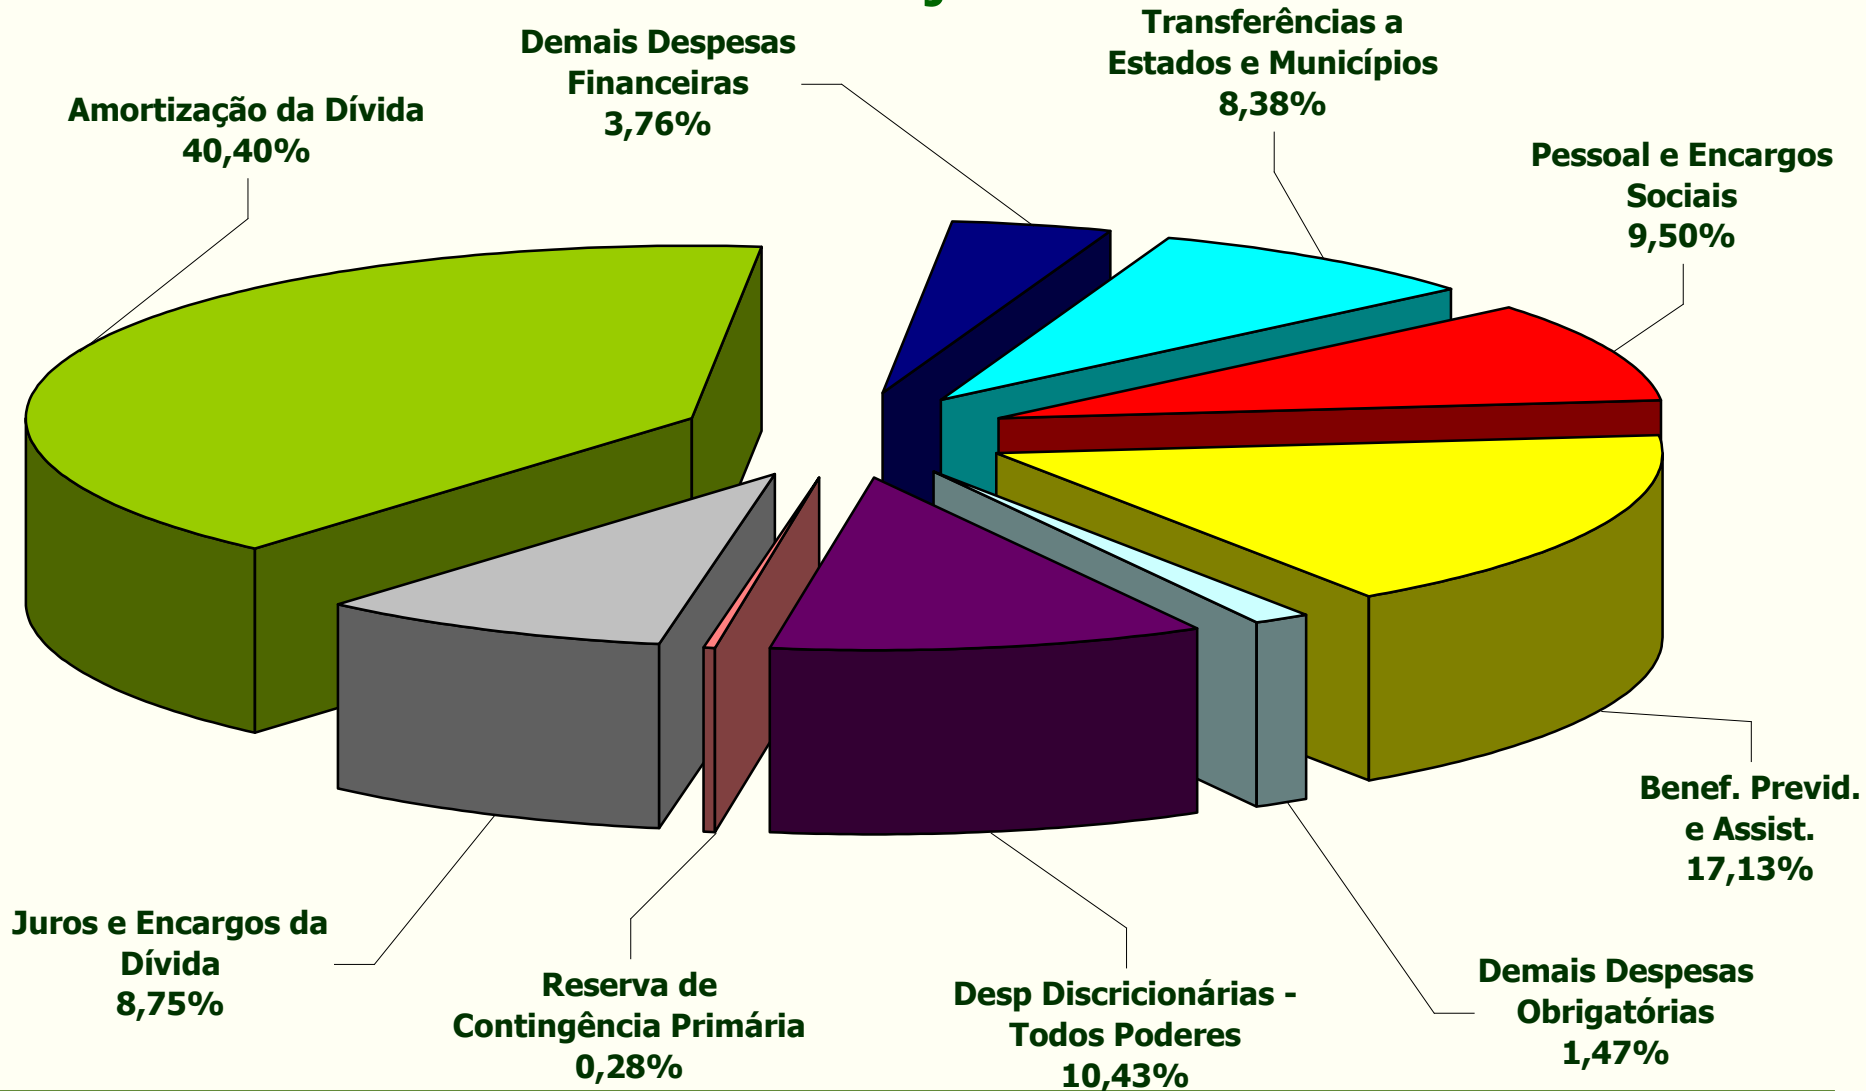 Transferências a
Estados e Municípios
8,38%
Demais Despesas
Financeiras
3,76%
Amortização da Dívida
40,40%
Pessoal e Encargos
Sociais
9,50%
Benef. Previd.
e Assist.
17,13%
Juros e Encargos da
Dívida
8,75%
Reserva de
Contingência Primária
0,28%
Desp Discricionárias -
Todos Poderes
10,43%
Demais Despesas
Obrigatórias
1,47%